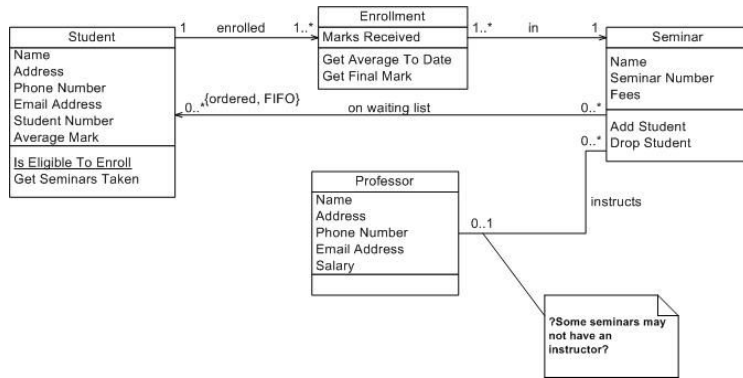 Student
Name
Address
Phone Number
Email Address
Student Number
Average Mark
Is Eligible To Enroll
Get Seminars Taken
1 enrolled 1..*
Enrollment
Marks Received
Get Average To Date
Get Final Mark
1..* in 1
Seminar
Name
Seminar Number
Fees
Add Student
Drop Student
{ordered, FIFO}
0..* on waiting list 0..*
0..*
instructs
0..1
Professor
Name
Address
Phone Number
Email Address
Salary
?Some seminars may
not have an
instructor?